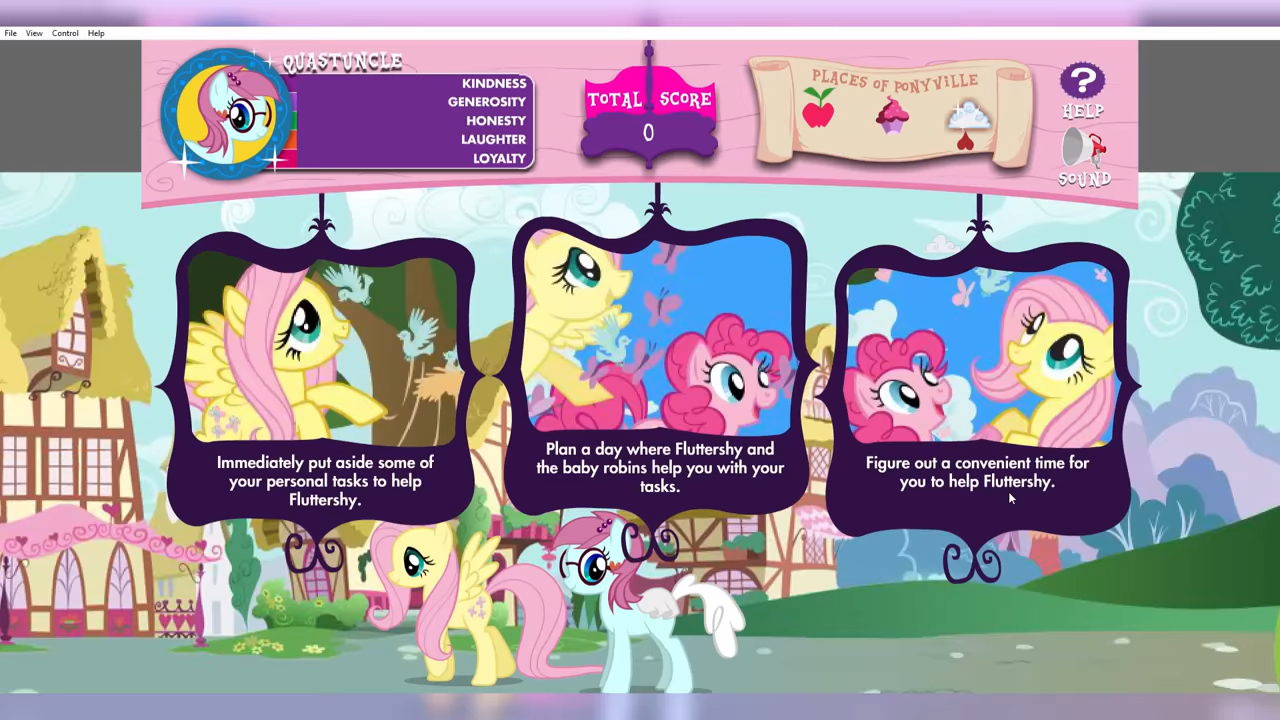 File View Control Help
QUASTUNCLE
KINDNESS
GENEROSITY
HONESTY
LAUGHTER
LOYALTY
TOTAL SCORE
0
PLACES OF PONYVILLE
?
HELP
SOUND
Immediately put aside some of
your personal tasks to help
Fluttershy.
Plan a day where Fluttershy and
the baby robins help you with your
tasks.
Figure out a convenient time for
you to help Fluttershy.